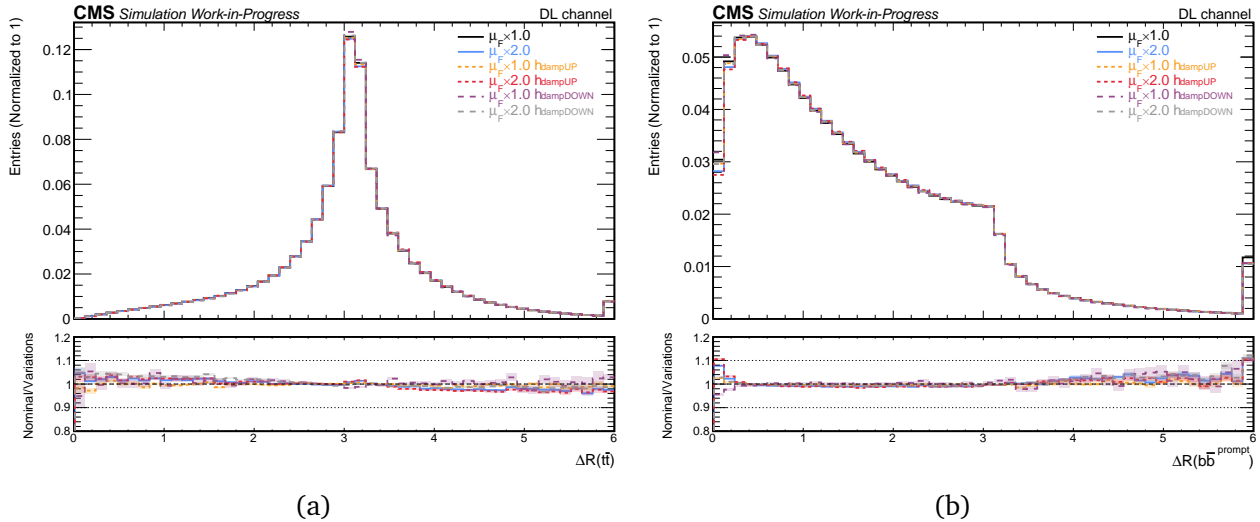 CMS Simulation Work-in-Progress DL channel
Entries (Normalized to 1)
0.12
0.1
0.08
0.06
0.04
0.02
0
μF×1.0
μF×2.0
μF×1.0 hdampUP
μF×2.0 hdampUP
μF×1.0 hdampDOWN
μF×2.0 hdampDOWN
Nominal/Variations
1.2
1.1
1
0.9
0.8
0 1 2 3 4 5 6
ΔR(tt̄)
(a)
CMS Simulation Work-in-Progress DL channel
Entries (Normalized to 1)
0.05
0.04
0.03
0.02
0.01
0
μF×1.0
μF×2.0
μF×1.0 hdampUP
μF×2.0 hdampUP
μF×1.0 hdampDOWN
μF×2.0 hdampDOWN
Nominal/Variations
1.2
1.1
1
0.9
0.8
0 1 2 3 4 5 6
ΔR(bb̄ prompt)
(b)